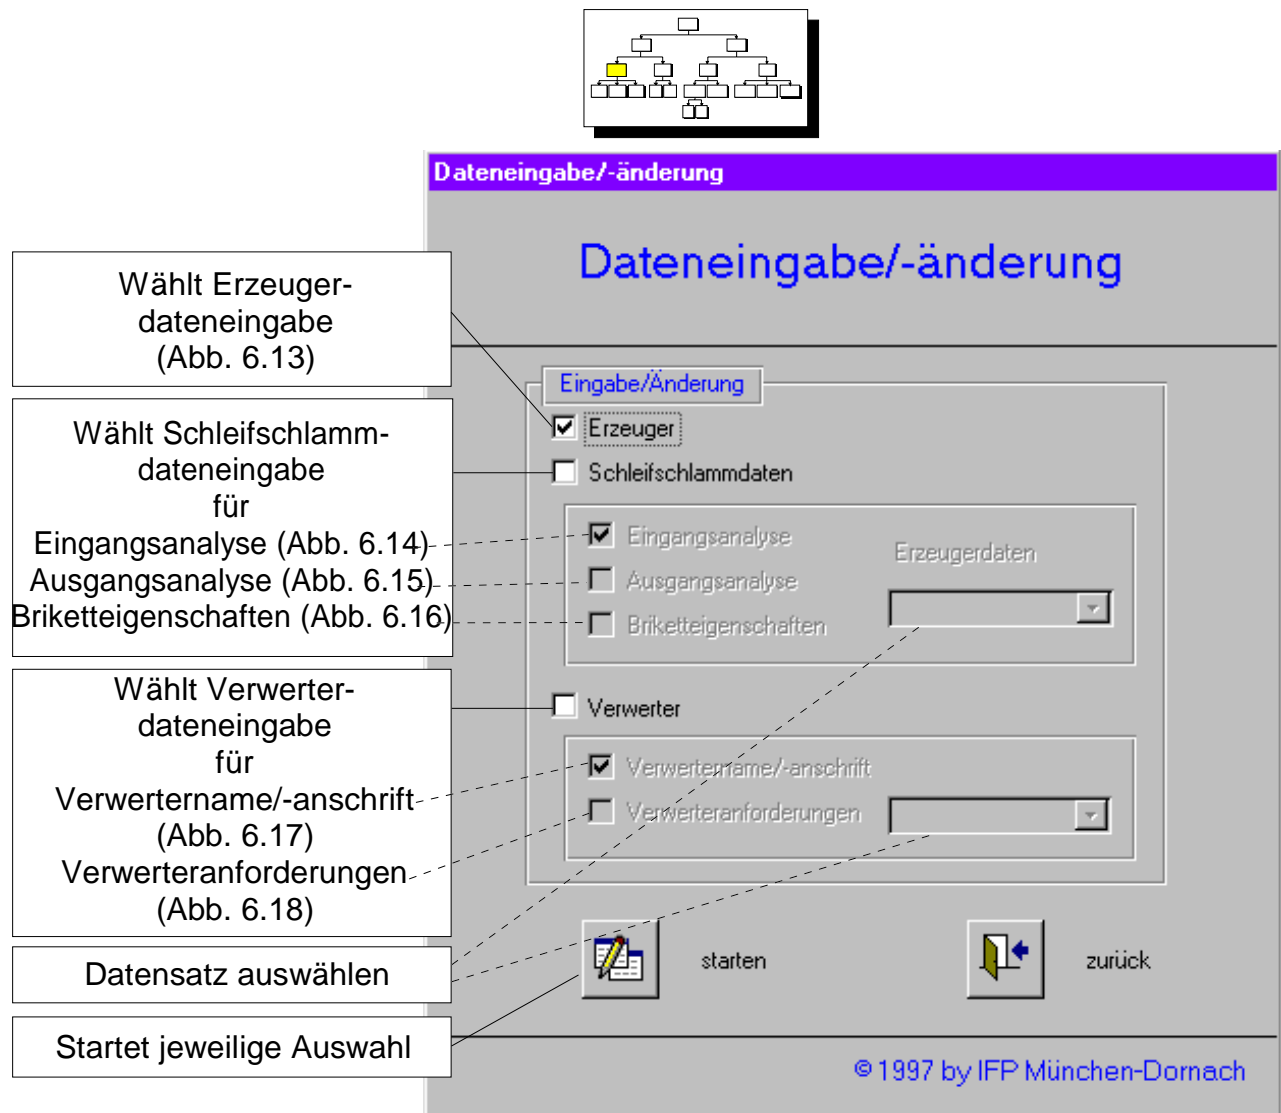 Dateneingabe/-änderung
Dateneingabe/-änderung
Wählt Erzeuger-
dateneingabe
(Abb. 6.13)
Wählt Schleifschlamm-
dateneingabe
für
Eingangsanalyse (Abb. 6.14)
Ausgangsanalyse (Abb. 6.15)
Briketteigenschaften (Abb. 6.16)
Wählt Verwerter-
dateneingabe
für
Verwertername/-anschrift
(Abb. 6.17)
Verwerteranforderungen
(Abb. 6.18)
Datensatz auswählen
Startet jeweilige Auswahl
Eingabe/Änderung
Erzeuger
Schleifschlammdaten
Eingangsanalyse
Ausgangsanalyse
Briketteigenschaften
Erzeugerdaten
Verwerter
Verwertername/-anschrift
Verwerteranforderungen
starten
zurück
© 1997 by IFP München-Dornach